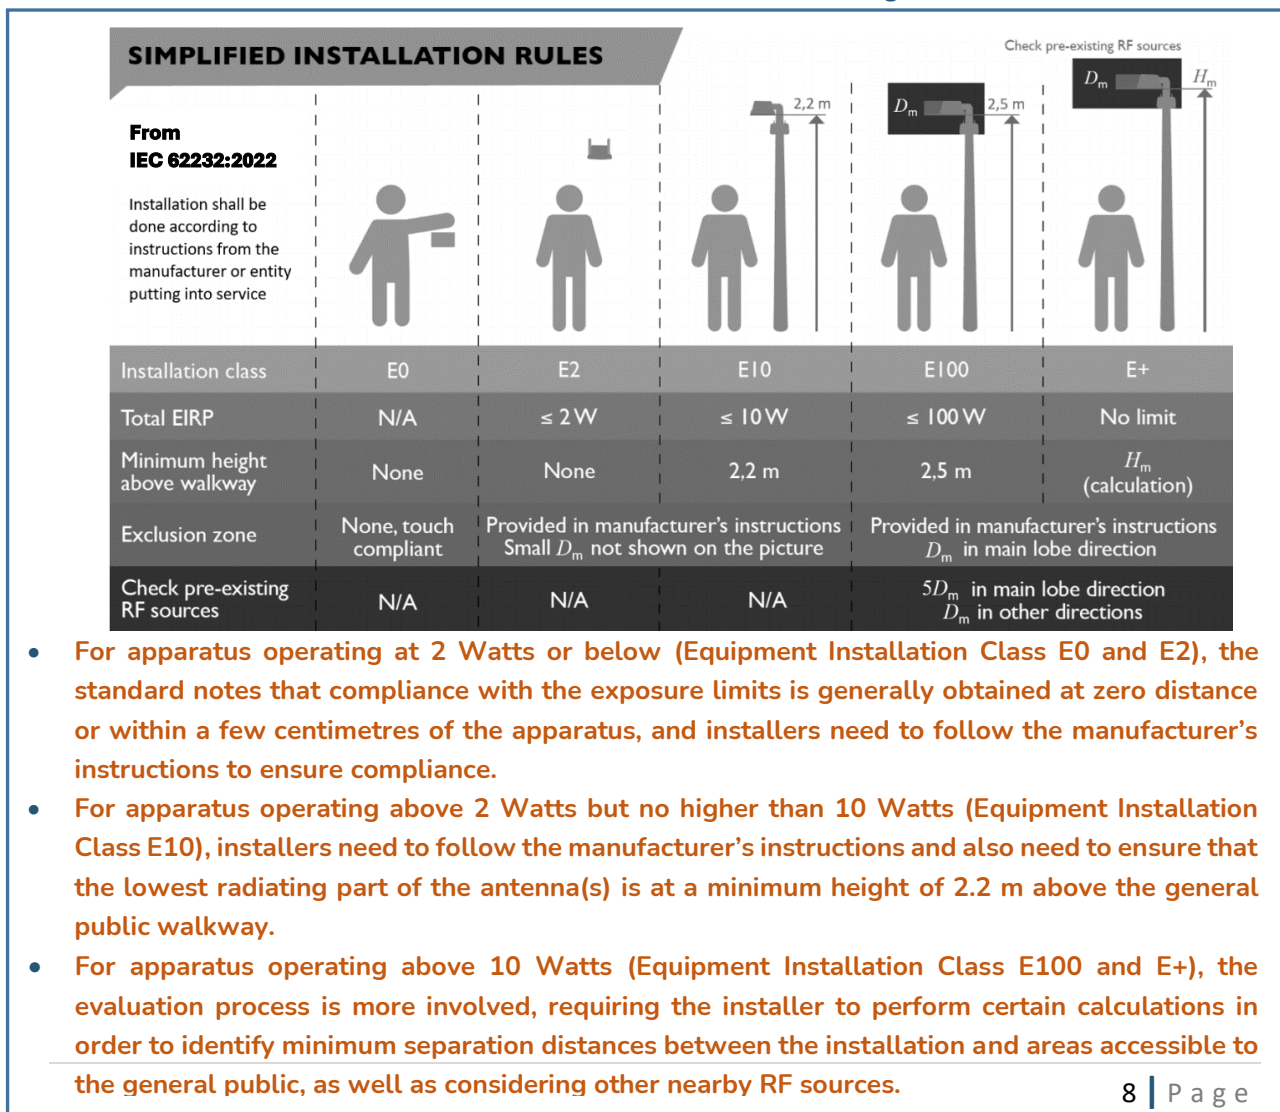 SIMPLIFIED INSTALLATION RULES
Check pre-existing RF sources
From
IEC 62232:2022
Installation shall be
done according to
instructions from the
manufacturer or entity
putting into service
2,2 m
Dm
2,5 m
Dm
Hm
Installation class E0 E2 E10 E100 E+
Total EIRP N/A ≤ 2 W ≤ 10 W ≤ 100 W No limit
Minimum height
above walkway
None None 2,2 m 2,5 m Hm
(calculation)
Exclusion zone
None, touch
compliant
Provided in manufacturer's instructions
Small Dm not shown on the picture
Provided in manufacturer's instructions
Dm in main lobe direction
Check pre-existing
RF sources
N/A N/A N/A
5Dm in main lobe direction
Dm in other directions
• For apparatus operating at 2 Watts or below (Equipment Installation Class E0 and E2), the
standard notes that compliance with the exposure limits is generally obtained at zero distance
or within a few centimetres of the apparatus, and installers need to follow the manufacturer's
instructions to ensure compliance.
• For apparatus operating above 2 Watts but no higher than 10 Watts (Equipment Installation
Class E10), installers need to follow the manufacturer's instructions and also need to ensure that
the lowest radiating part of the antenna(s) is at a minimum height of 2.2 m above the general
public walkway.
• For apparatus operating above 10 Watts (Equipment Installation Class E100 and E+), the
evaluation process is more involved, requiring the installer to perform certain calculations in
order to identify minimum separation distances between the installation and areas accessible to
the general public, as well as considering other nearby RF sources.
8 | Page